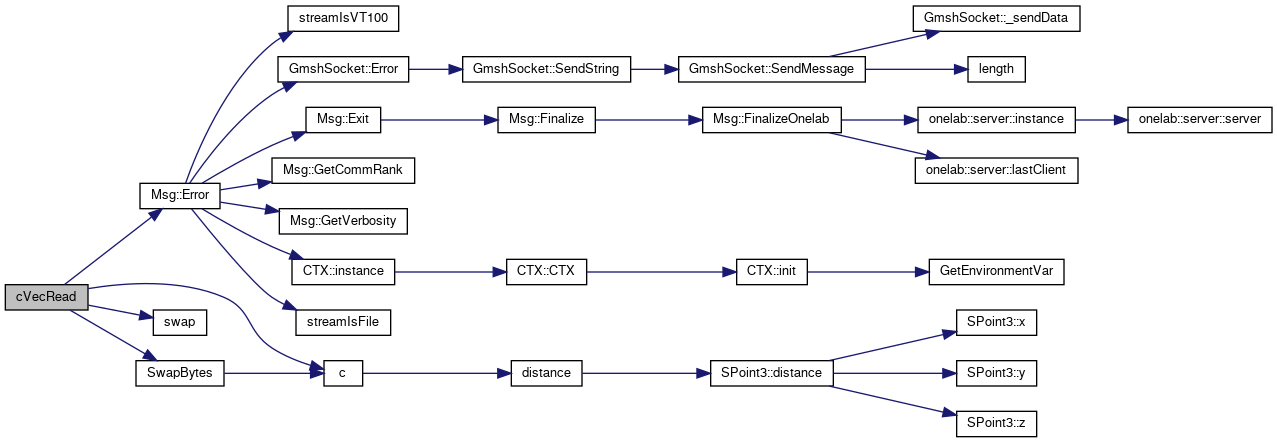 streamIsVT100
GmshSocket::_sendData
GmshSocket::Error
GmshSocket::SendString
GmshSocket::SendMessage
length
Msg::Exit
Msg::Finalize
Msg::FinalizeOnelab
onelab::server::instance
onelab::server::server
Msg::GetCommRank
onelab::server::lastClient
Msg::Error
Msg::GetVerbosity
CTX::instance
CTX::CTX
CTX::init
GetEnvironmentVar
cVecRead
swap
streamIsFile
SPoint3::x
SwapBytes
c
distance
SPoint3::distance
SPoint3::y
SPoint3::z